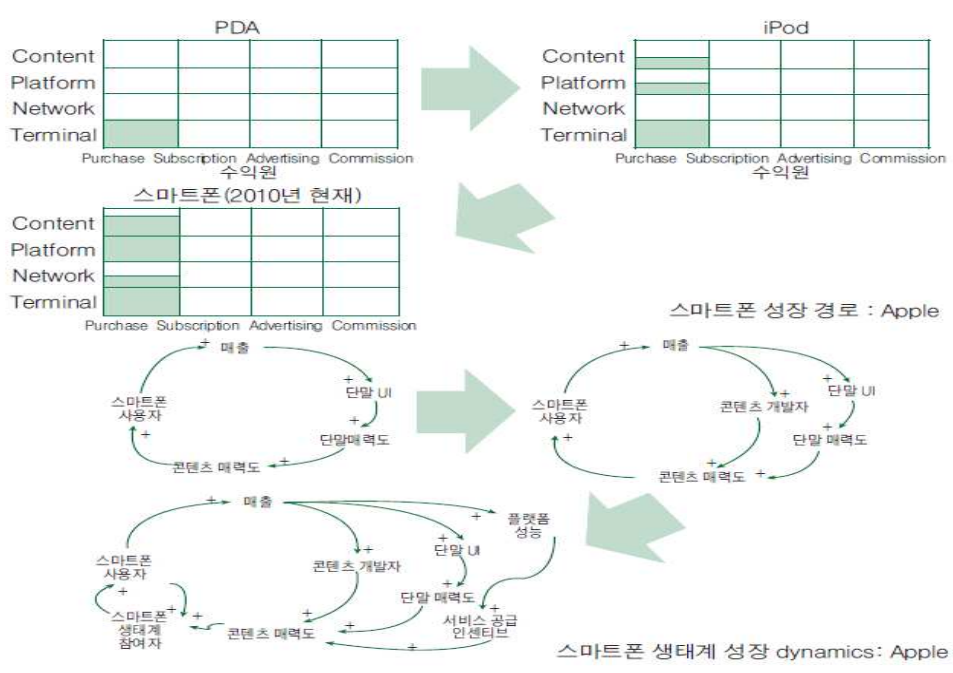 PDA
Content
Platform
Network
Terminal
Purchase Subscription Advertising Commission
수익원
iPod
Content
Platform
Network
Terminal
Purchase Subscription Advertising Commission
수익원
스마트폰(2010년 현재)
Content
Platform
Network
Terminal
Purchase Subscription Advertising Commission
스마트폰 성장 경로 : Apple
+ 매출
+
단말 UI
스마트폰
사용자
+
+
단말매력도
콘텐츠 매력도 +
+ 매출
+
단말 UI
스마트폰
사용자
+
콘텐츠 개발자
+
+
단말 매력도
+
콘텐츠 매력도 +
+ 매출
+
플랫폼
성능
+
단말 UI
+
콘텐츠 개발자
스마트폰
사용자
+
+
단말 매력도
+
스마트폰
생태계
참여자
+
+
+
콘텐츠 매력도
+
서비스 공급
인센티브
+
스마트폰 생태계 성장 dynamics: Apple